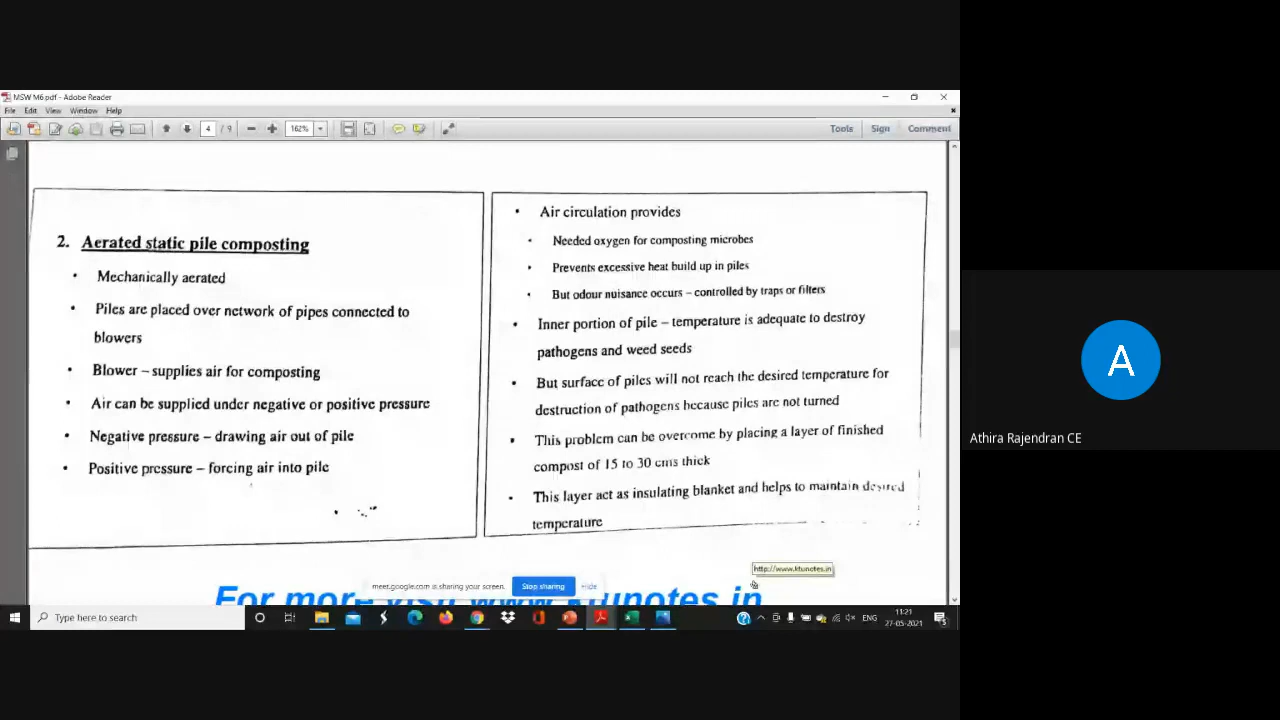 MSW M6.pdf - Adobe Reader
File Edit View Window Help
4 / 9 162% Tools Sign Comment
2. Aerated static pile composting
• Mechanically aerated
• Piles are placed over network of pipes connected to
blowers
• Blower – supplies air for composting
• Air can be supplied under negative or positive pressure
• Negative pressure – drawing air out of pile
• Positive pressure – forcing air into pile
• Air circulation provides
• Needed oxygen for composting microbes
• Prevents excessive heat build up in piles
• But odour nuisance occurs – controlled by traps or filters
• Inner portion of pile – temperature is adequate to destroy
pathogens and weed seeds
• But surface of piles will not reach the desired temperature for
destruction of pathogens because piles are not turned
• This problem can be overcome by placing a layer of finished
compost of 15 to 30 cms thick
• This layer act as insulating blanket and helps to maintain desired
temperature
http://www.ktunotes.in
meet.google.com is sharing your screen. Stop sharing Hide
For more visit www.ktunotes.in
Type here to search
ENG
11:21
27-05-2021
A
Athira Rajendran CE